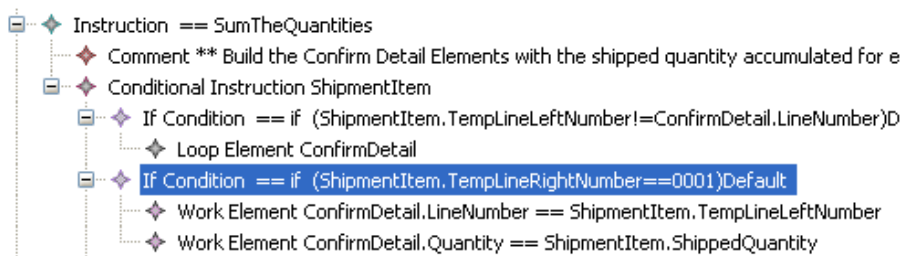 Instruction == SumTheQuantities
Comment ** Build the Confirm Detail Elements with the shipped quantity accumulated for e
Conditional Instruction ShipmentItem
If Condition == if (ShipmentItem.TempLineLeftNumber!=ConfirmDetail.LineNumber)D
Loop Element ConfirmDetail
If Condition == if (ShipmentItem.TempLineRightNumber==0001)Default
Work Element ConfirmDetail.LineNumber == ShipmentItem.TempLineLeftNumber
Work Element ConfirmDetail.Quantity == ShipmentItem.ShippedQuantity